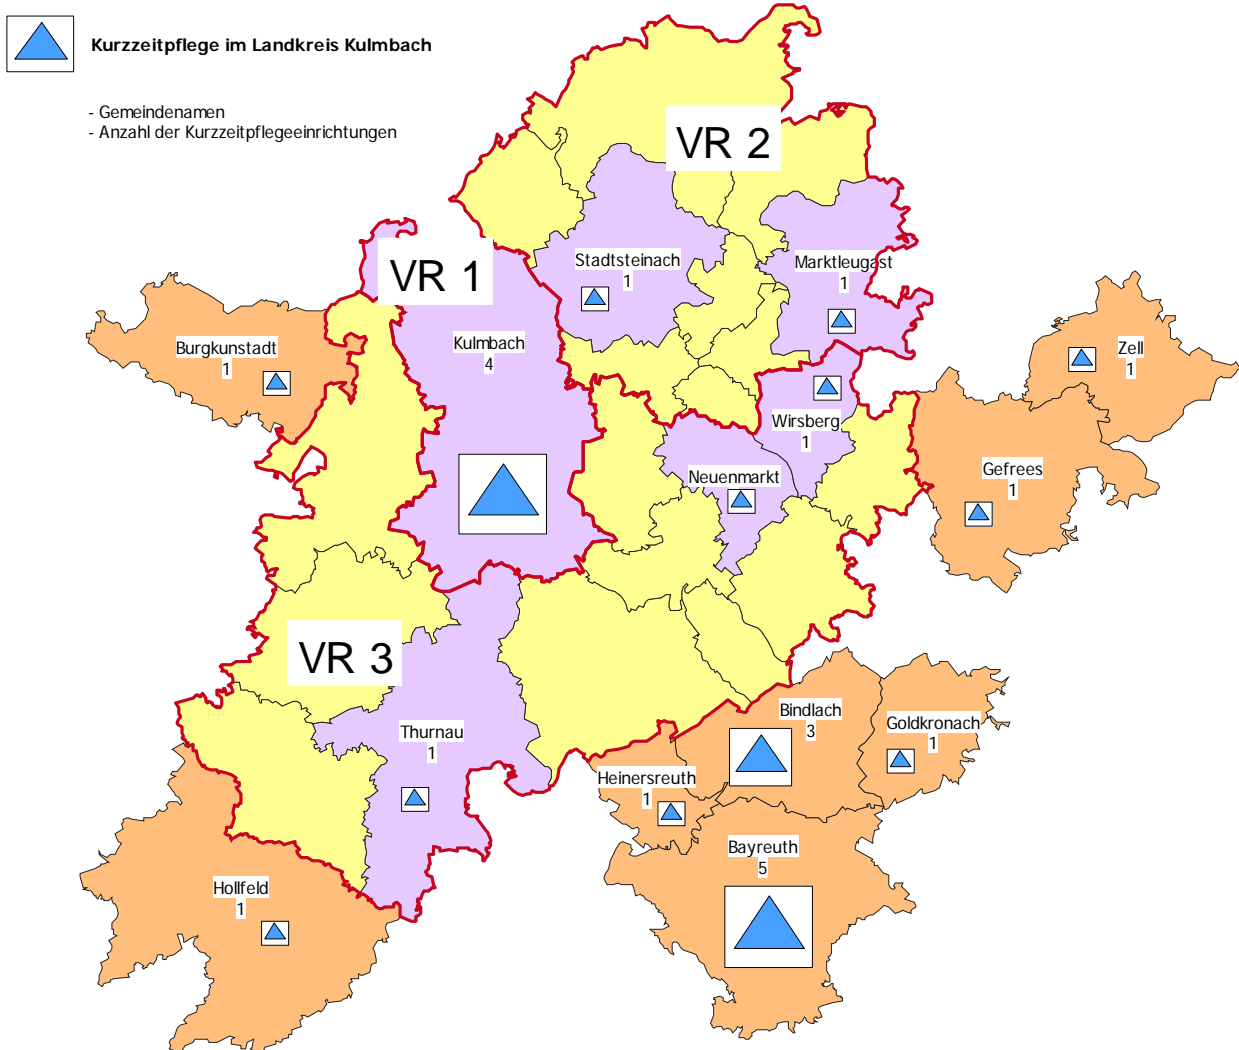 Kurzzeitpflege im Landkreis Kulmbach
- Gemeindenamen
- Anzahl der Kurzzeitpflegeeinrichtungen
VR 2
VR 1
Stadtsteinach
1
Marktleugast
1
Burgkunstadt
1
Kulmbach
4
Zell
1
Wirsberg
1
Gefrees
1
Neuenmarkt
VR 3
Thurnau
1
Bindlach
3
Goldkronach
1
Heinersreuth
1
Bayreuth
5
Hollfeld
1